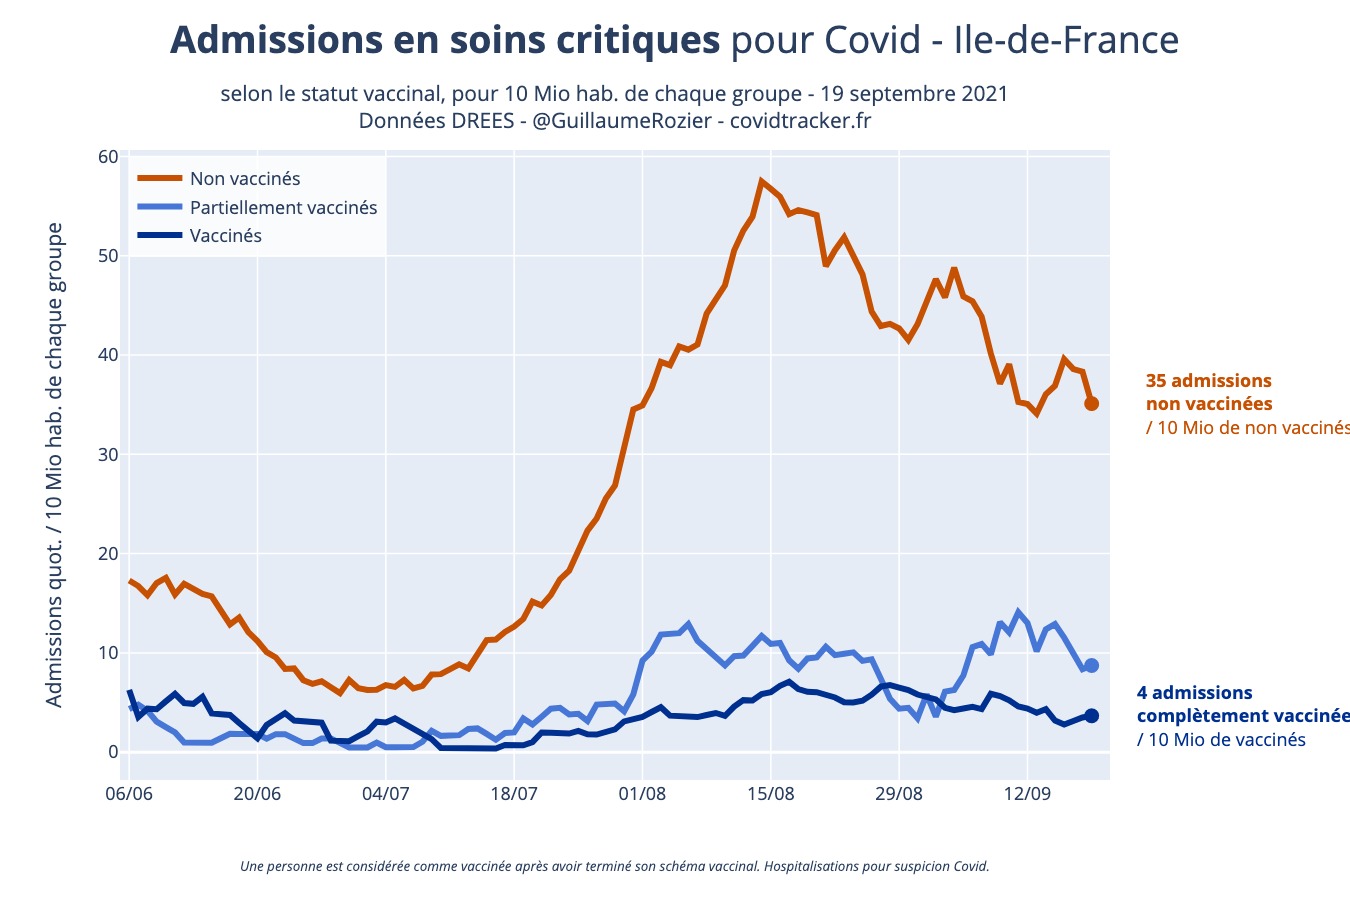 Admissions en soins critiques pour Covid - Ile-de-France
selon le statut vaccinal, pour 10 Mio hab. de chaque groupe - 19 septembre 2021
Données DREES - @GuillaumeRozier - covidtracker.fr
Admissions quot. / 10 Mio hab. de chaque groupe
60
50
40
30
20
10
0
Non vaccinés
Partiellement vaccinés
Vaccinés
35 admissions
non vaccinées
/ 10 Mio de non vaccinés
4 admissions
complètement vaccinée
/ 10 Mio de vaccinés
06/06
20/06
04/07
18/07
01/08
15/08
29/08
12/09
Une personne est considérée comme vaccinée après avoir terminé son schéma vaccinal. Hospitalisations pour suspicion Covid.